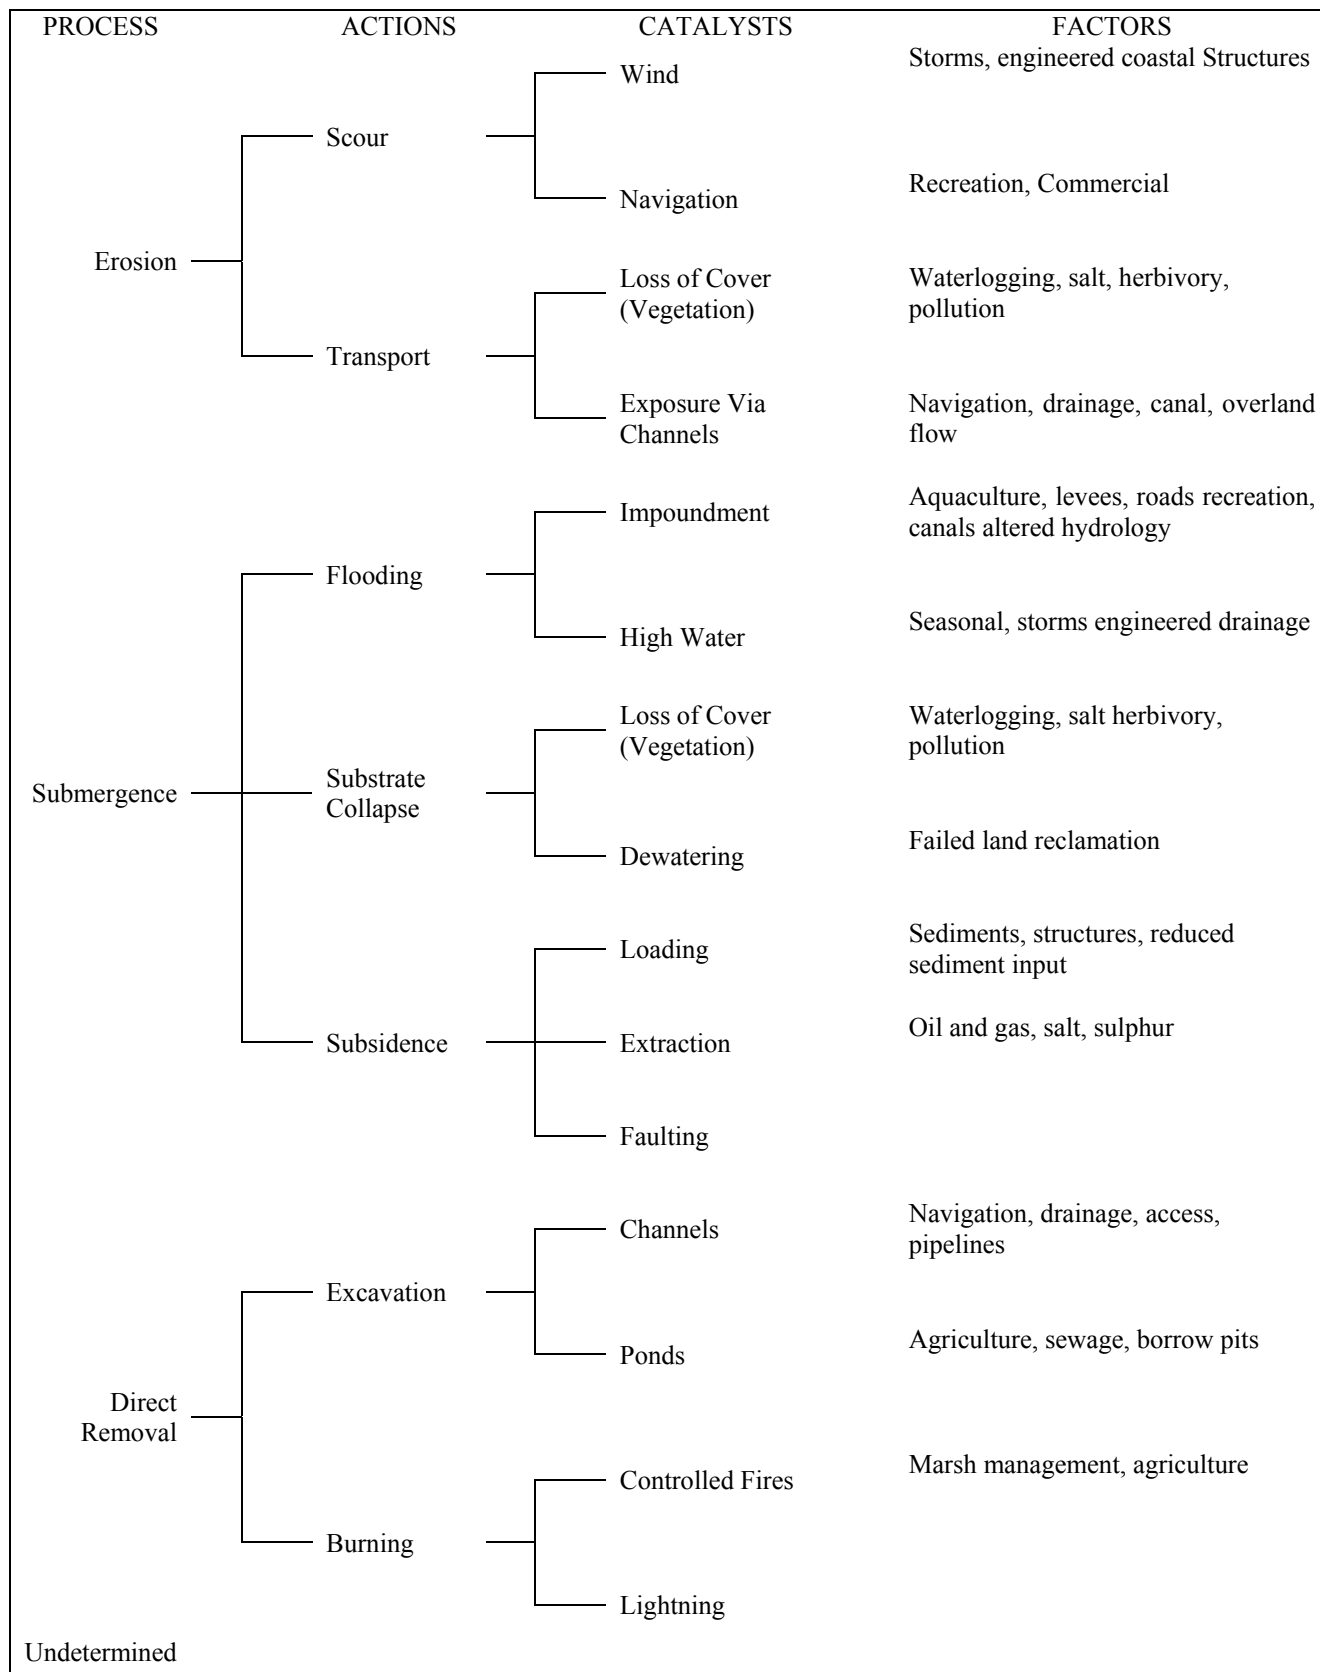 PROCESS ACTIONS CATALYSTS FACTORS
Wind
Storms, engineered coastal Structures
Scour
Navigation
Recreation, Commercial
Erosion
Loss of Cover
(Vegetation)
Waterlogging, salt, herbivory,
pollution
Transport
Exposure Via
Channels
Navigation, drainage, canal, overland
flow
Impoundment
Aquaculture, levees, roads recreation,
canals altered hydrology
Flooding
High Water
Seasonal, storms engineered drainage
Loss of Cover
(Vegetation)
Waterlogging, salt herbivory,
pollution
Submergence
Substrate
Collapse
Dewatering
Failed land reclamation
Loading
Sediments, structures, reduced
sediment input
Subsidence
Extraction
Oil and gas, salt, sulphur
Faulting
Channels
Navigation, drainage, access,
pipelines
Excavation
Ponds
Agriculture, sewage, borrow pits
Direct
Removal
Controlled Fires
Marsh management, agriculture
Burning
Lightning
Undetermined